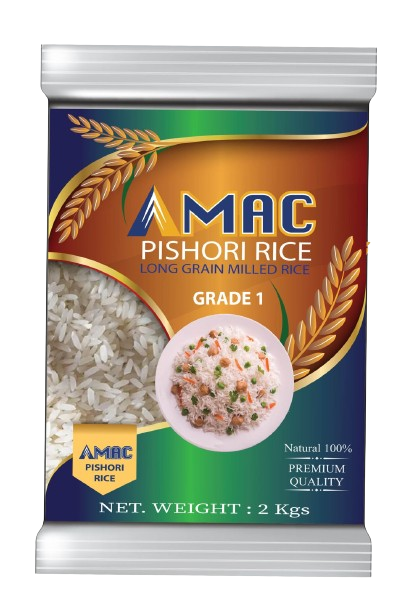 AMAC
PISHORI RICE
LONG GRAIN MILLED RICE
GRADE 1
Natural 100%
PREMIUM
QUALITY
AMAC
PISHORI
RICE
NET. WEIGHT : 2 Kgs